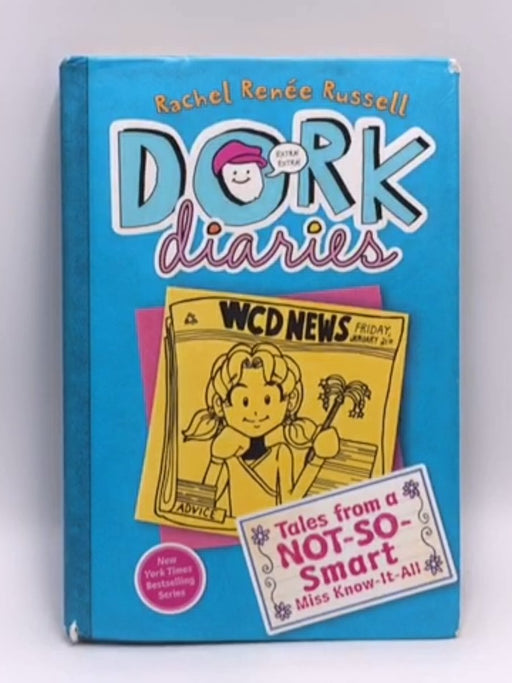 Rachel Renée Russell
DORK
EXTRA!
EXTRA!
diaries
WCD NEWS
FRIDAY,
JANUARY 31st
ADVICE
Tales from a
NOT-SO-
Smart
Miss Know-It-All
New
York Times
Bestselling
Series